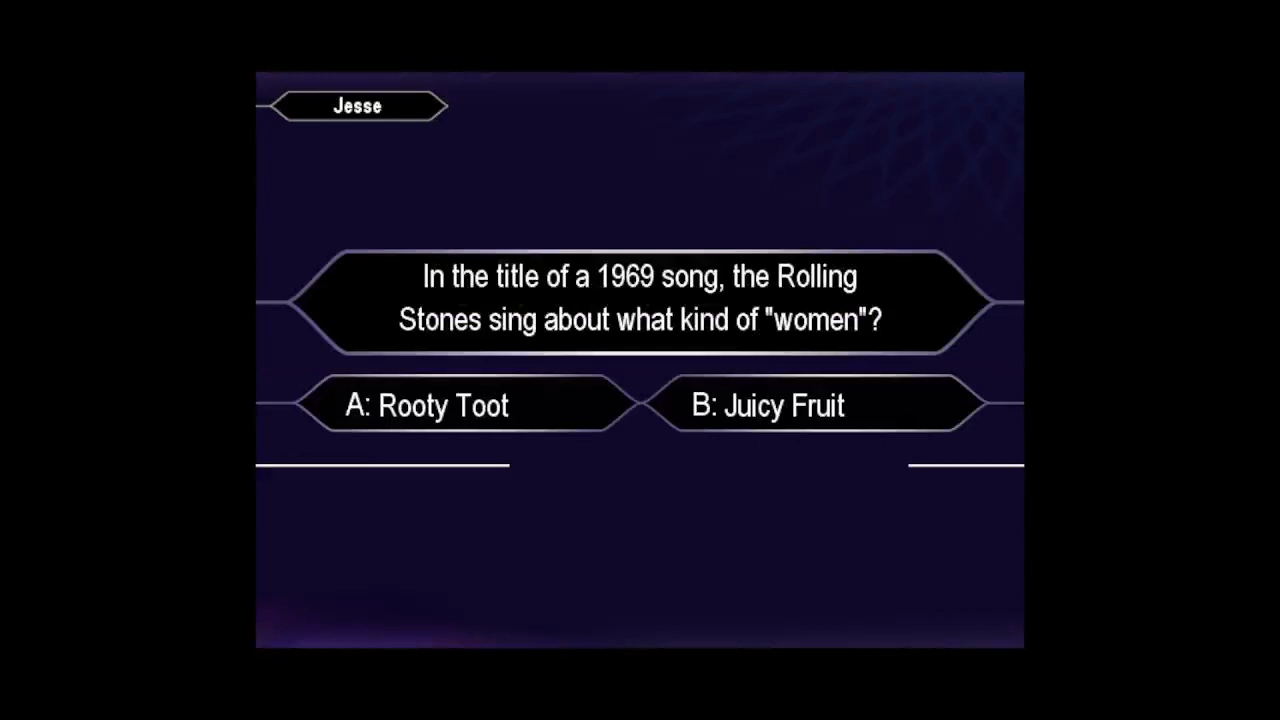 Jesse
In the title of a 1969 song, the Rolling
Stones sing about what kind of "women"?
A: Rooty Toot
B: Juicy Fruit